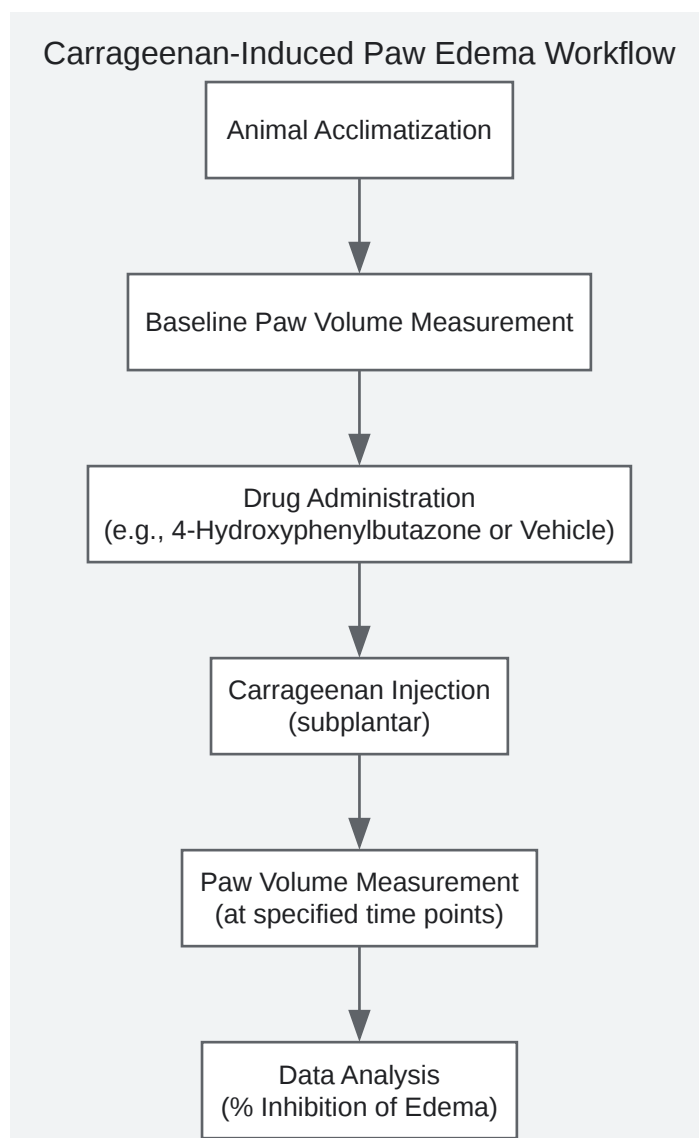 Carrageenan-Induced Paw Edema Workflow
Animal Acclimatization
Baseline Paw Volume Measurement
Drug Administration
(e.g., 4-Hydroxyphenylbutazone or Vehicle)
Carrageenan Injection
(subplantar)
Paw Volume Measurement
(at specified time points)
Data Analysis
(% Inhibition of Edema)